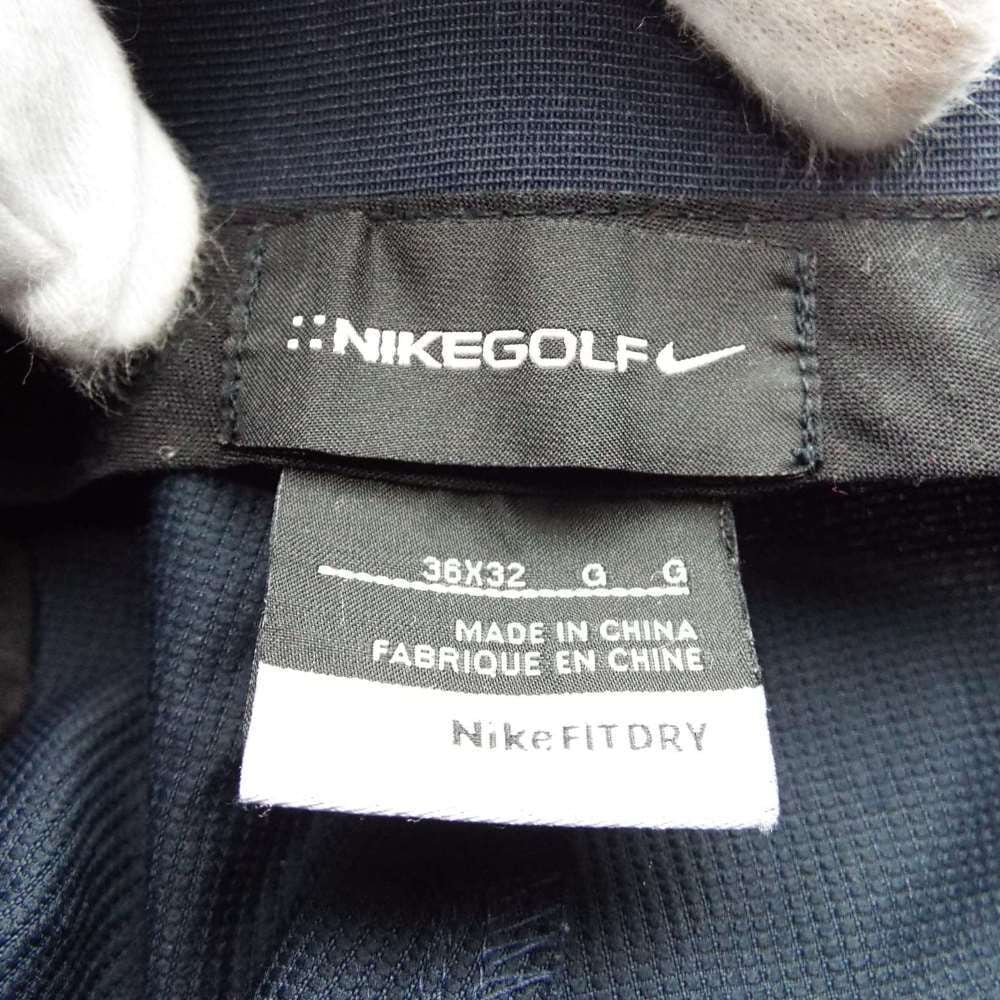 NIKEGOLF
36X32 G G
MADE IN CHINA
FABRIQUE EN CHINE
NikeFITDRY